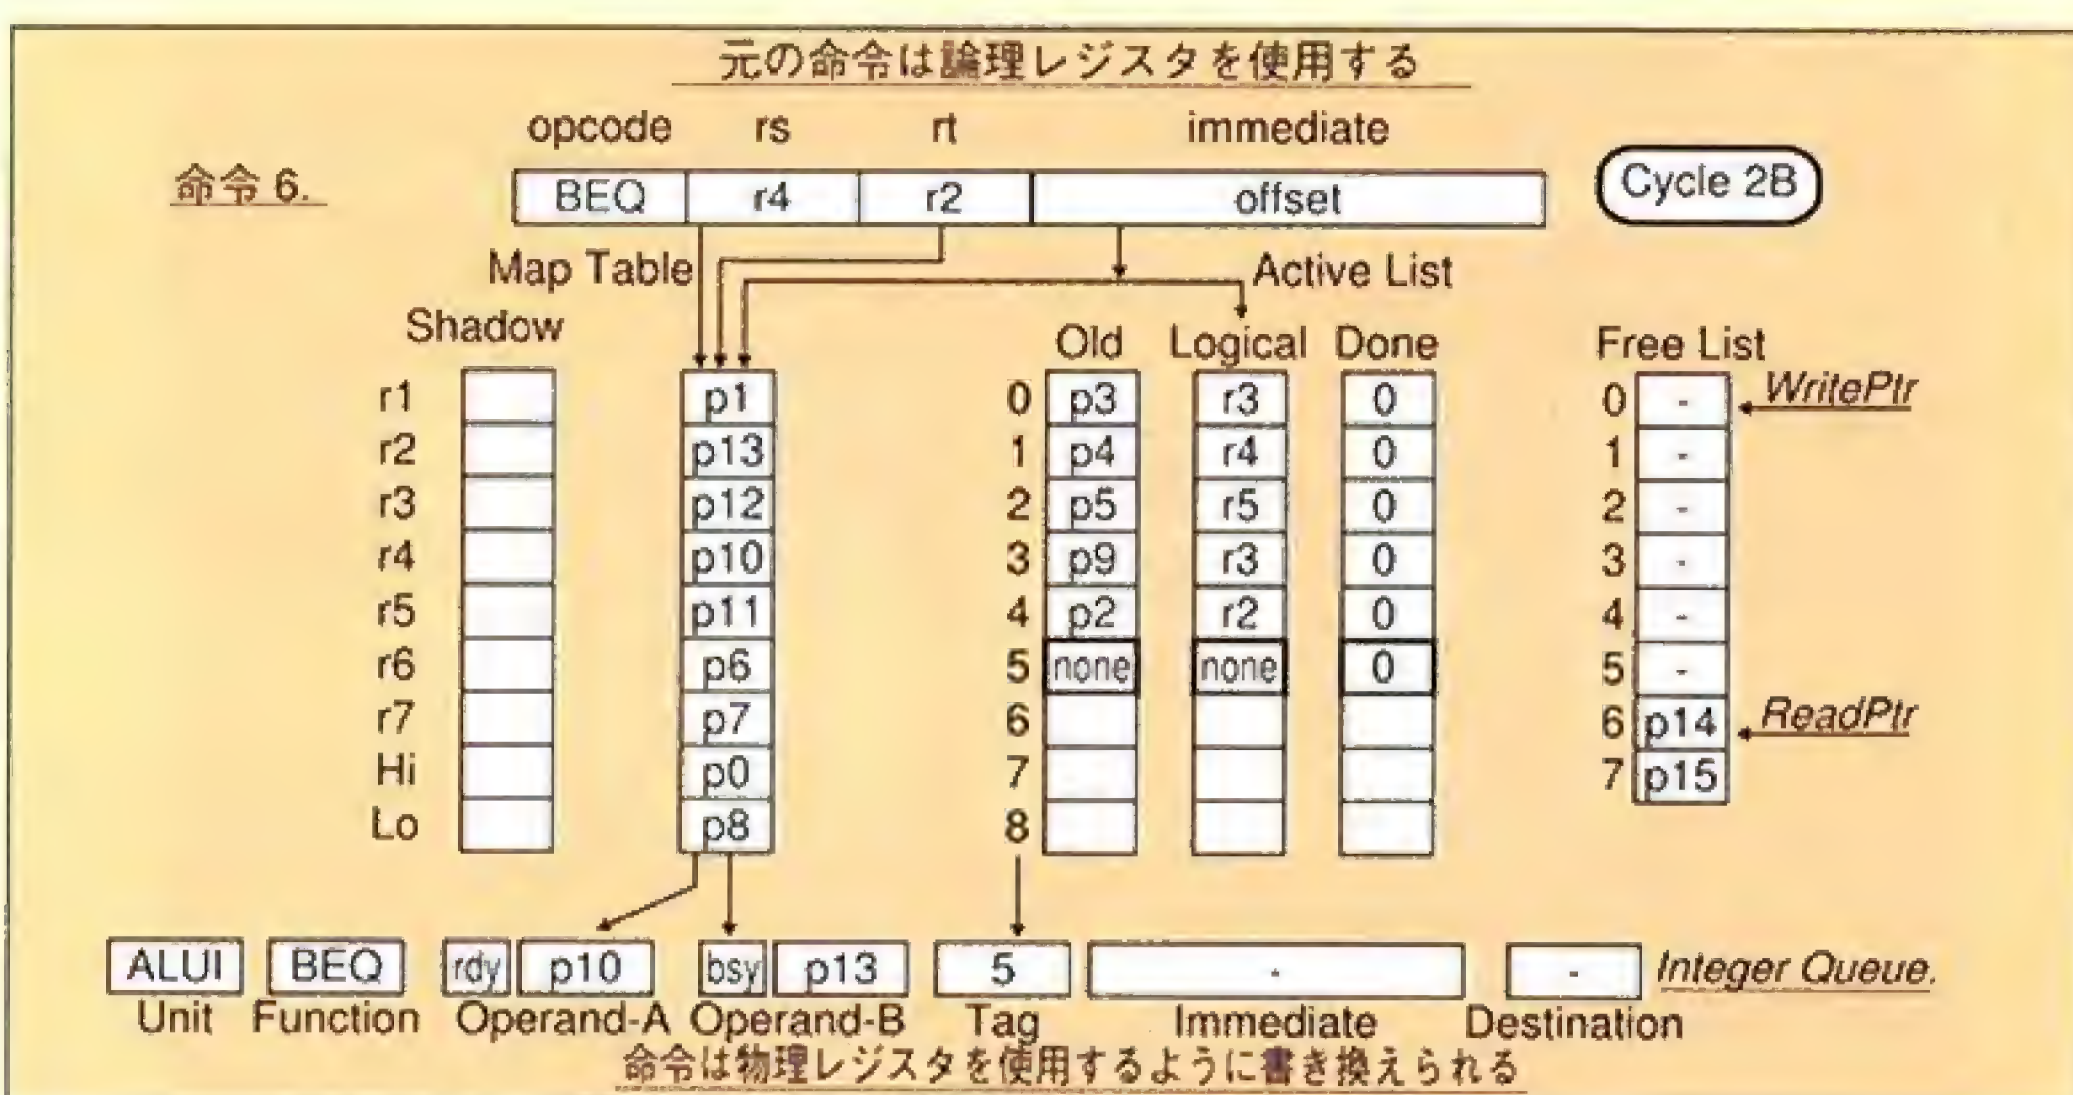 元の命令は論理レジスタを使用する
opcode rs rt immediate
命令 6. BEQ r4 r2 offset Cycle 2B
Map Table Active List
Shadow Old Logical Done Free List
r1 p1 0 p3 r3 0 0 - WritePtr
r2 p13 1 p4 r4 0 1 -
r3 p12 2 p5 r5 0 2 -
r4 p10 3 p9 r3 0 3 -
r5 p11 4 p2 r2 0 4 -
r6 p6 5 none none 0 5 -
r7 p7 6 6 p14 ReadPtr
Hi p0 7 7 p15
Lo p8 8
ALUI BEQ rdy p10 bsy p13 5 - - Integer Queue.
Unit Function Operand-A Operand-B Tag Immediate Destination
命令は物理レジスタを使用するように書き換えられる